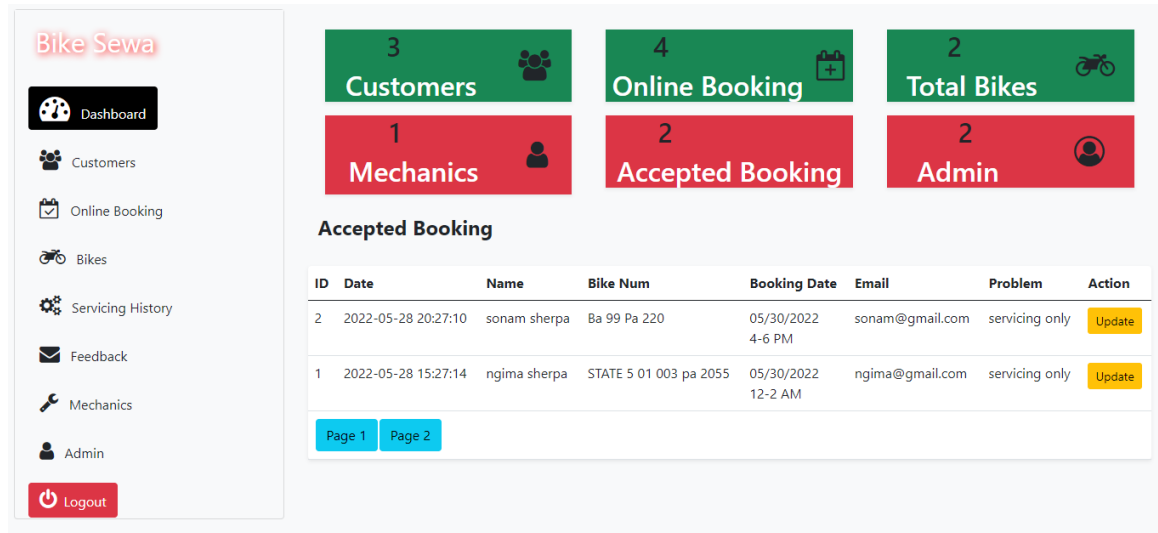 Bike Sewa
Dashboard
Customers
Online Booking
Bikes
Servicing History
Feedback
Mechanics
Admin
Logout
3
Customers
4
Online Booking
2
Total Bikes
1
Mechanics
2
Accepted Booking
2
Admin
Accepted Booking
ID Date Name Bike Num Booking Date Email Problem Action
2 2022-05-28 20:27:10 sonam sherpa Ba 99 Pa 220 05/30/2022 sonam@gmail.com servicing only Update
4-6 PM
1 2022-05-28 15:27:14 ngima sherpa STATE 5 01 003 pa 2055 05/30/2022 ngima@gmail.com servicing only Update
12-2 AM
Page 1 Page 2